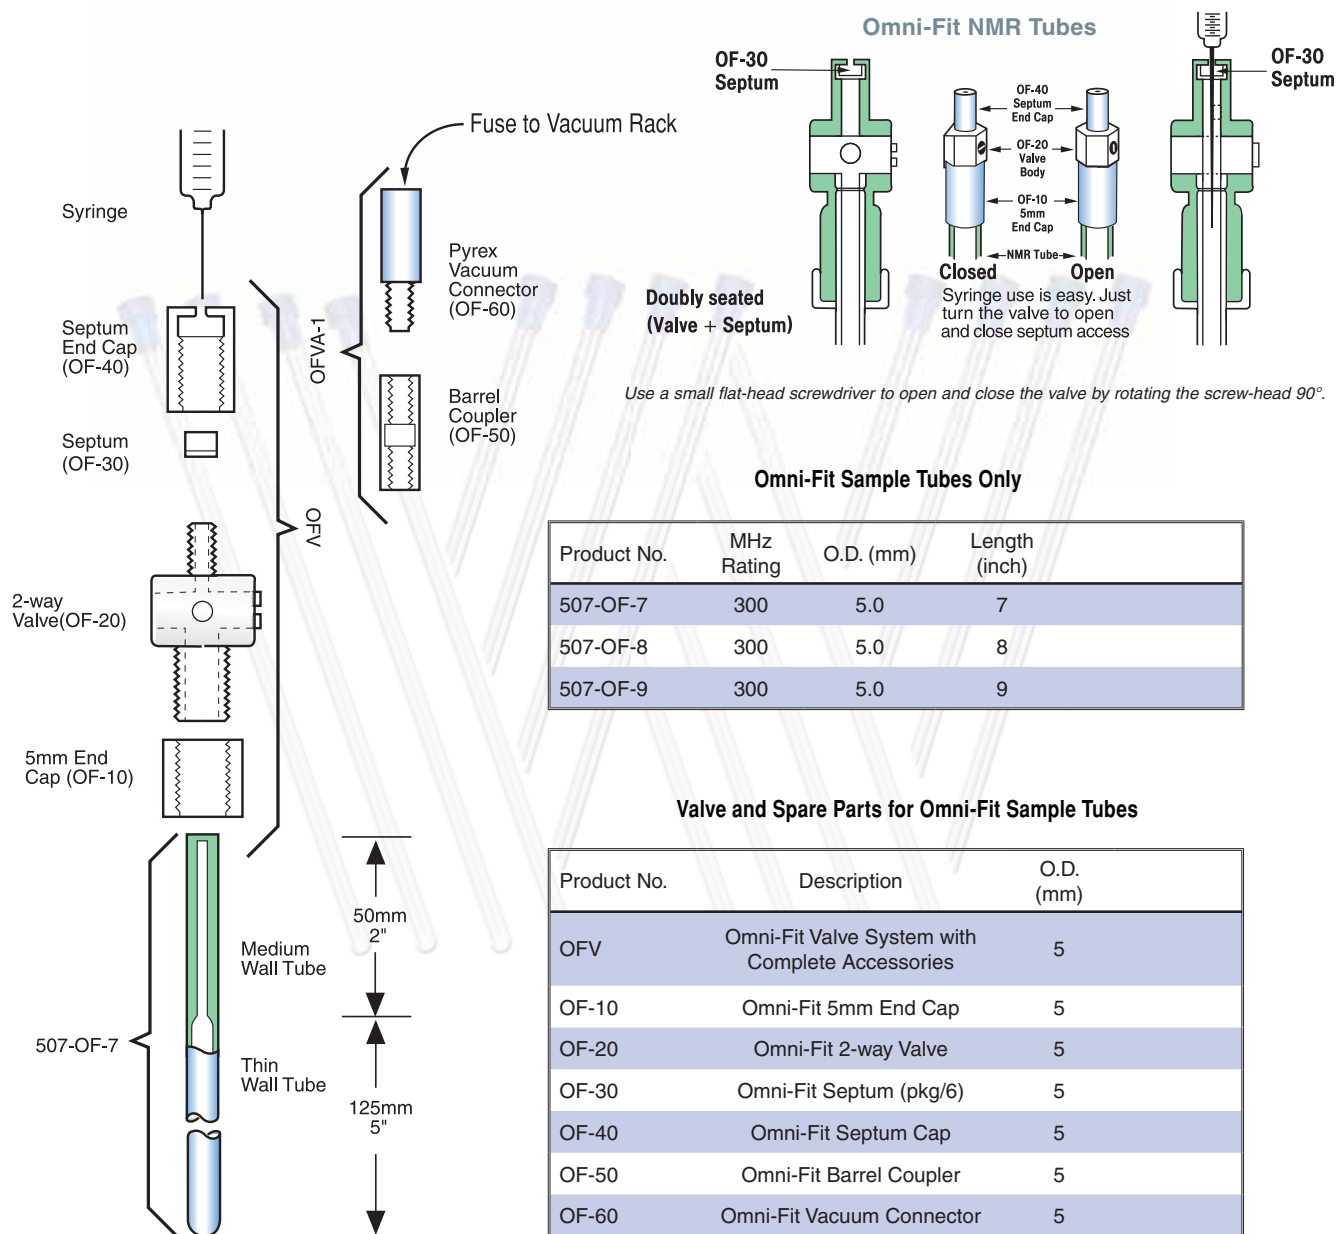 Omni-Fit NMR Tubes
OF-30
Septum
OF-40
Septum
End Cap
OF-20
Valve
Body
OF-10
5mm
End Cap
NMR Tube
Closed
Open
OF-30
Septum
Doubly seated
(Valve + Septum)
Syringe use is easy. Just
turn the valve to open
and close septum access
Use a small flat-head screwdriver to open and close the valve by rotating the screw-head 90°.
Fuse to Vacuum Rack
Syringe
Pyrex
Vacuum
Connector
(OF-60)
Septum
End Cap
(OF-40)
OFVA-1
Barrel
Coupler
(OF-50)
Septum
(OF-30)
OFV
2-way
Valve(OF-20)
5mm End
Cap (OF-10)
50mm
2"
Medium
Wall Tube
507-OF-7
Thin
Wall Tube
125mm
5"
Omni-Fit Sample Tubes Only
Product No. MHz Rating O.D. (mm) Length (inch)
507-OF-7 300 5.0 7
507-OF-8 300 5.0 8
507-OF-9 300 5.0 9
Valve and Spare Parts for Omni-Fit Sample Tubes
Product No. Description O.D. (mm)
OFV Omni-Fit Valve System with Complete Accessories 5
OF-10 Omni-Fit 5mm End Cap 5
OF-20 Omni-Fit 2-way Valve 5
OF-30 Omni-Fit Septum (pkg/6) 5
OF-40 Omni-Fit Septum Cap 5
OF-50 Omni-Fit Barrel Coupler 5
OF-60 Omni-Fit Vacuum Connector 5